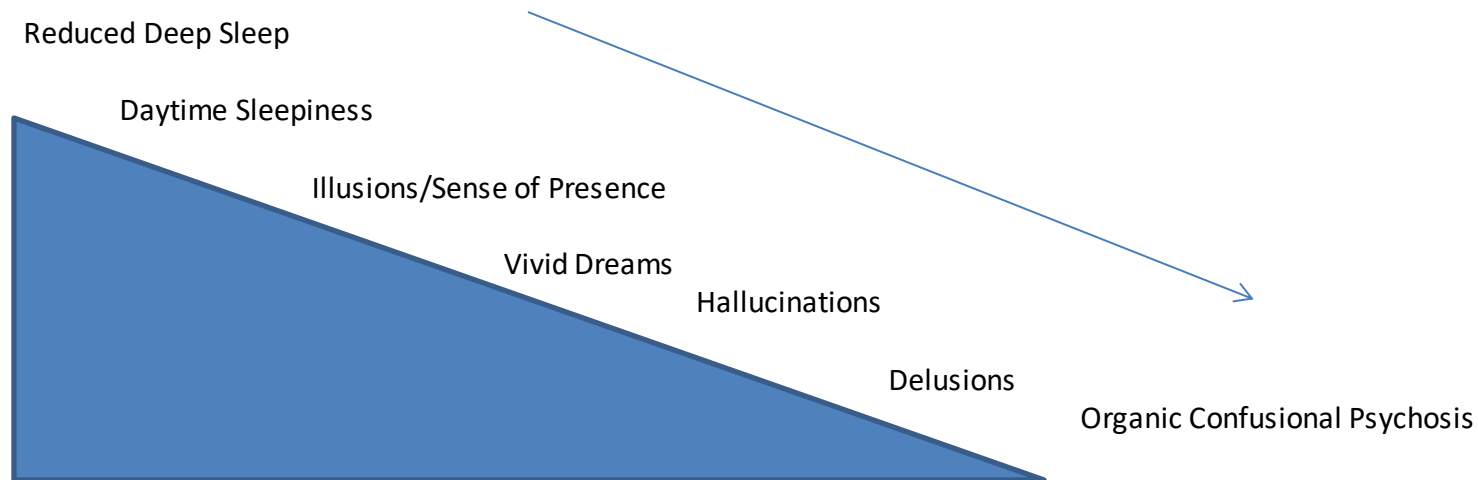 Reduced Deep Sleep
Daytime Sleepiness
Illusions/Sense of Presence
Vivid Dreams
Hallucinations
Delusions
Organic Confusional Psychosis